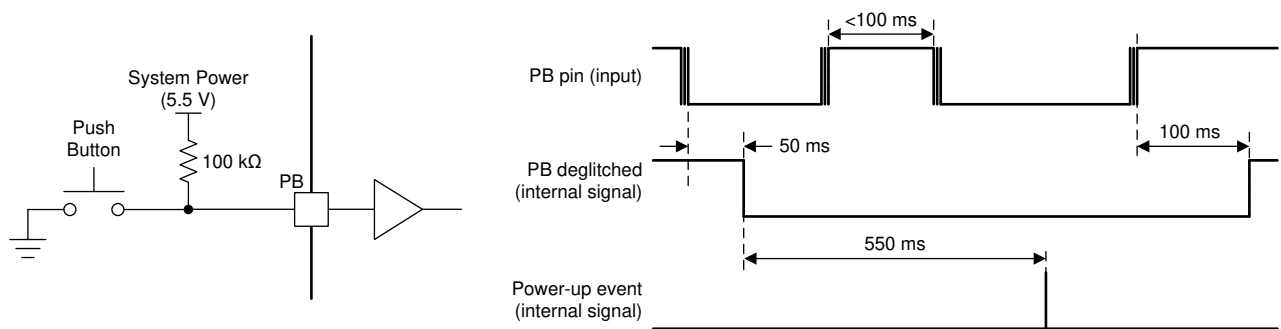 System Power
(5.5 V)
Push
Button
100 kΩ
PB
<100 ms
PB pin (input)
50 ms
100 ms
PB deglitched
(internal signal)
550 ms
Power-up event
(internal signal)